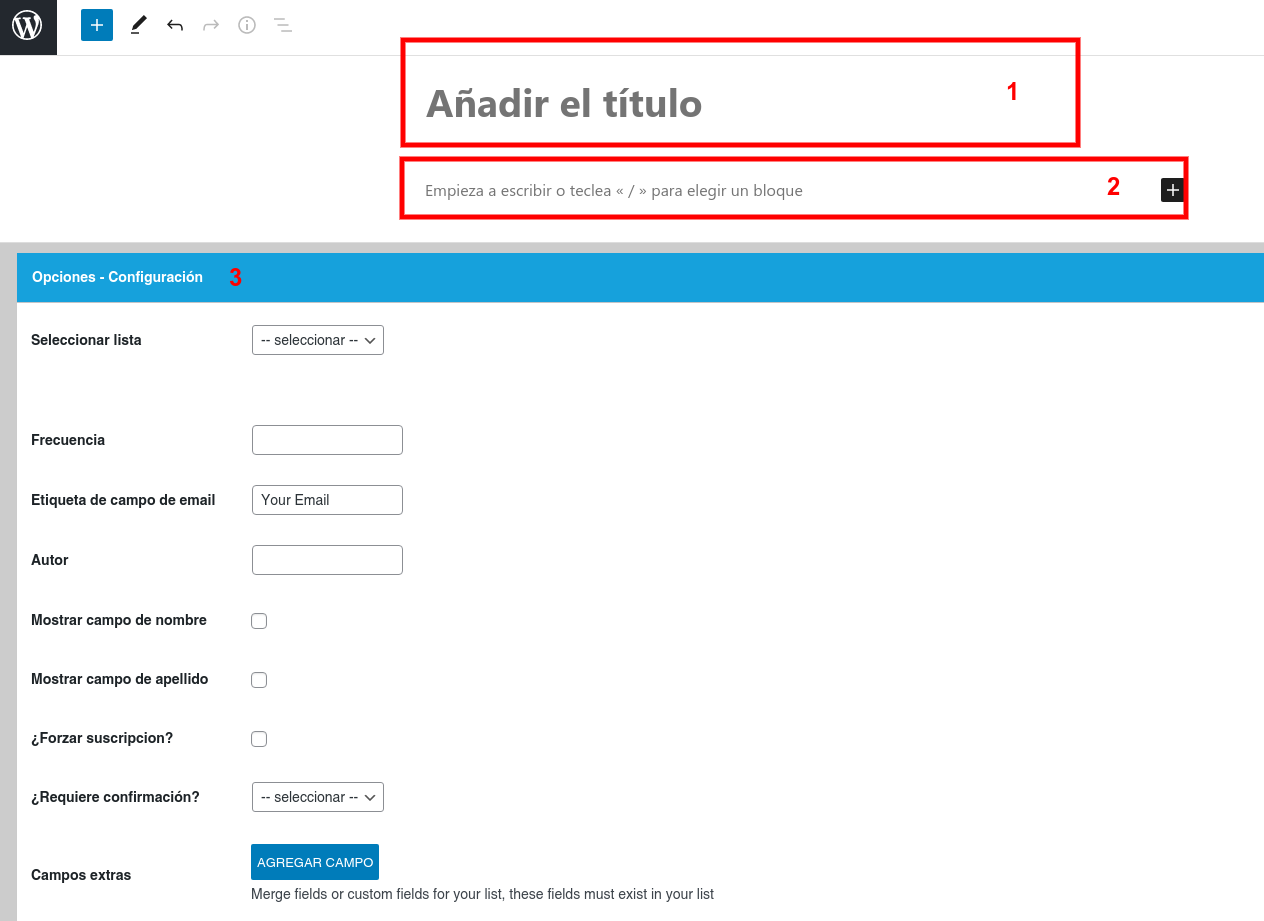 Añadir el título 1
Empieza a escribir o teclea « / » para elegir un bloque 2
Opciones - Configuración 3
Seleccionar lista -- seleccionar --
Frecuencia
Etiqueta de campo de email Your Email
Autor
Mostrar campo de nombre
Mostrar campo de apellido
¿Forzar suscripcion?
¿Requiere confirmación? -- seleccionar --
Campos extras AGREGAR CAMPO
Merge fields or custom fields for your list, these fields must exist in your list